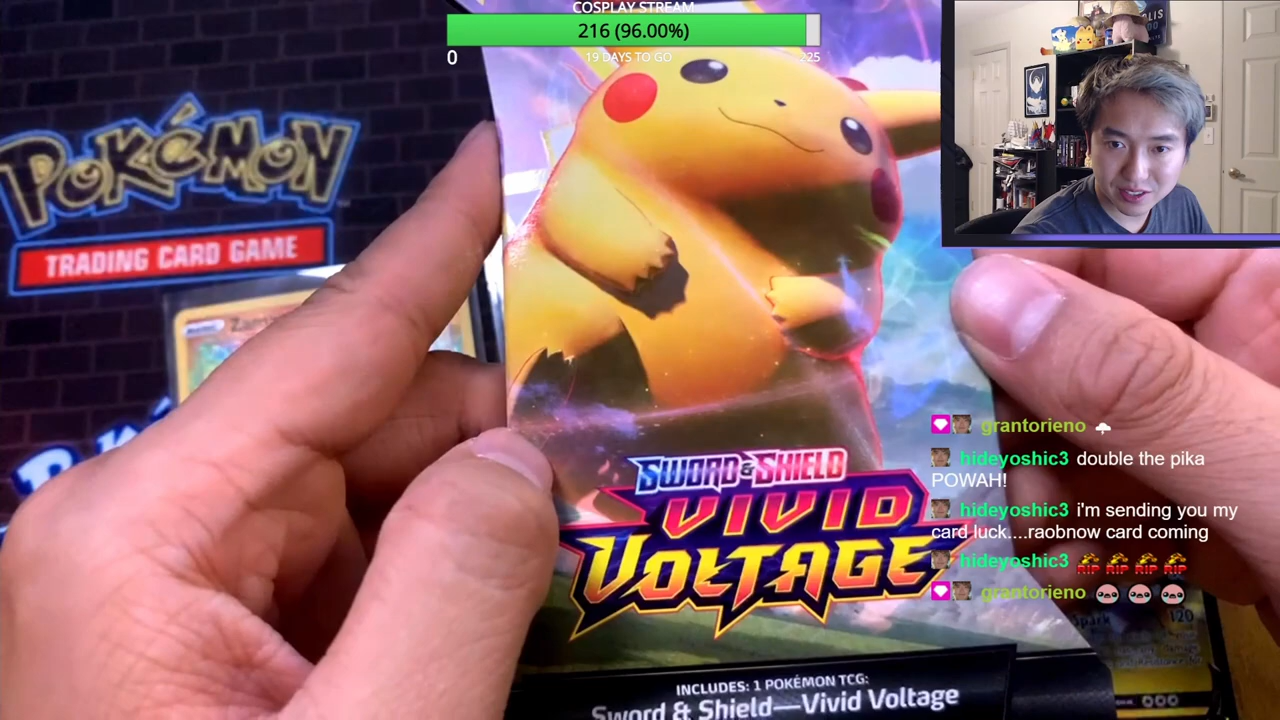 COSPLAY STREAM
216 (96.00%)
0
19 DAYS TO GO
225
POKéMON
TRADING CARD GAME
SWORD & SHIELD
VIVID
VOLTAGE
INCLUDES: 1 POKÉMON TCG:
Sword & Shield—Vivid Voltage
grantorieno
hideyoshic3 double the pika
POWAH!
hideyoshic3 i'm sending you my
card luck....raobnow card coming
hideyoshic3 RIP RIP RIP RIP
grantorieno
Spark 120